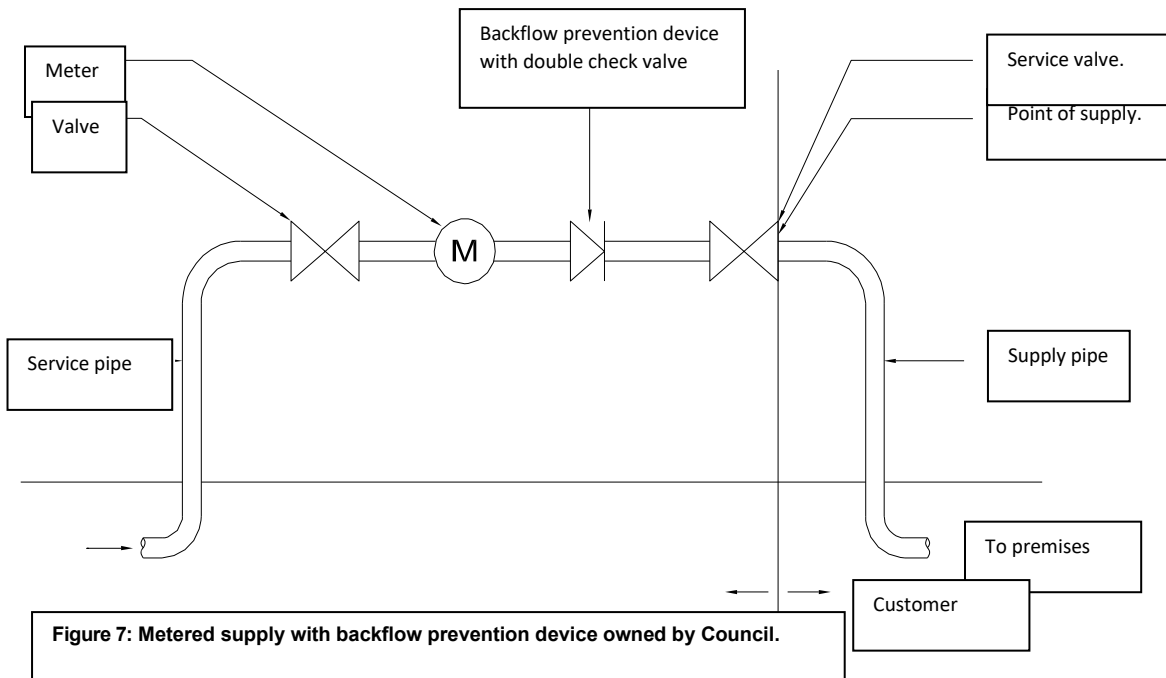 Backflow prevention device
with double check valve
Meter
Valve
Service valve.
Point of supply.
M
Service pipe
Supply pipe
To premises
Customer
Figure 7: Metered supply with backflow prevention device owned by Council.